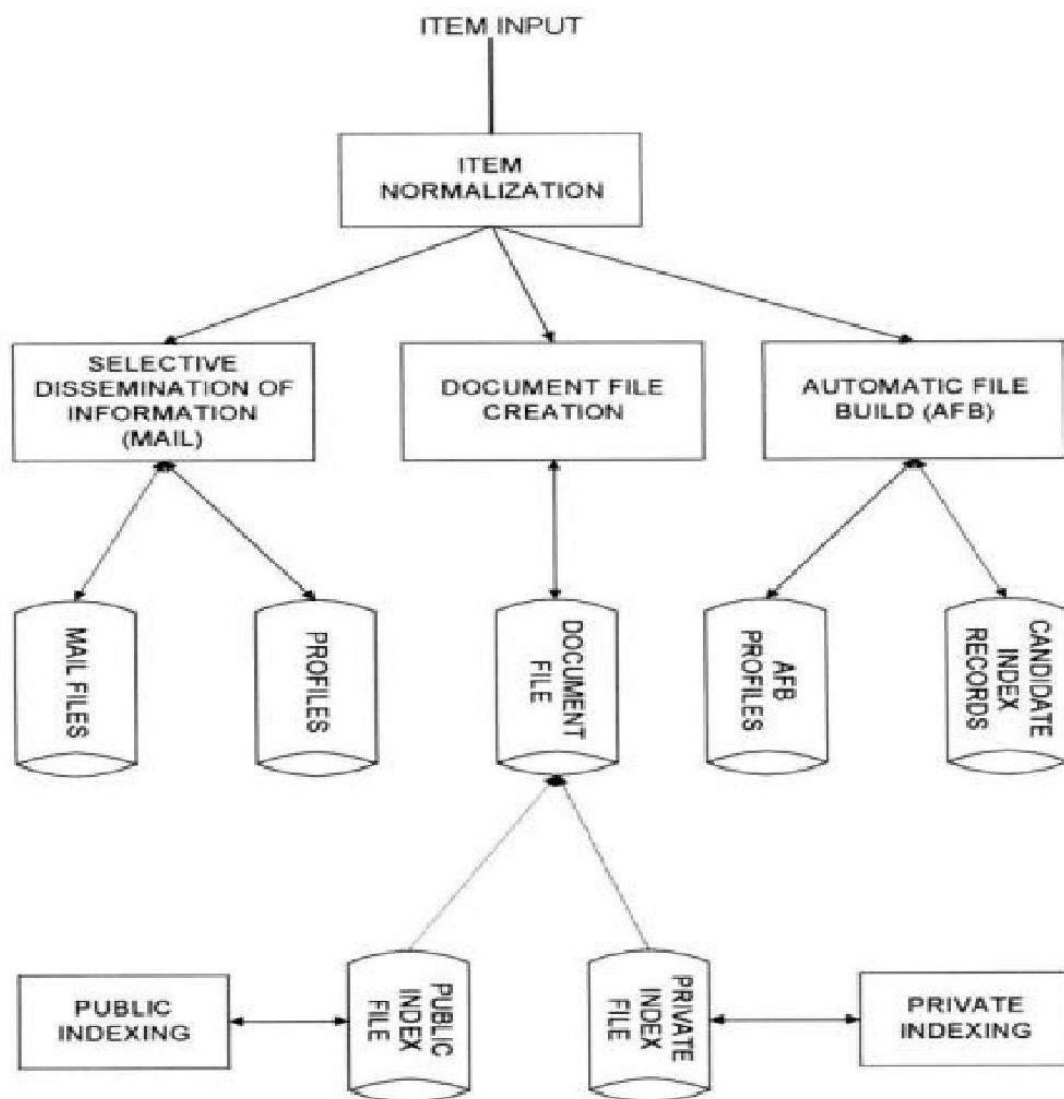 ITEM INPUT
ITEM
NORMALIZATION
SELECTIVE
DISSEMINATION OF
INFORMATION
(MAIL)
DOCUMENT FILE
CREATION
AUTOMATIC FILE
BUILD (AFB)
MAIL FILES
PROFILES
DOCUMENT
FILE
AFB
PROFILES
CANDIDATE
INDEX
RECORDS
PUBLIC
INDEXING
PUBLIC
INDEX
FILE
PRIVATE
INDEX
FILE
PRIVATE
INDEXING